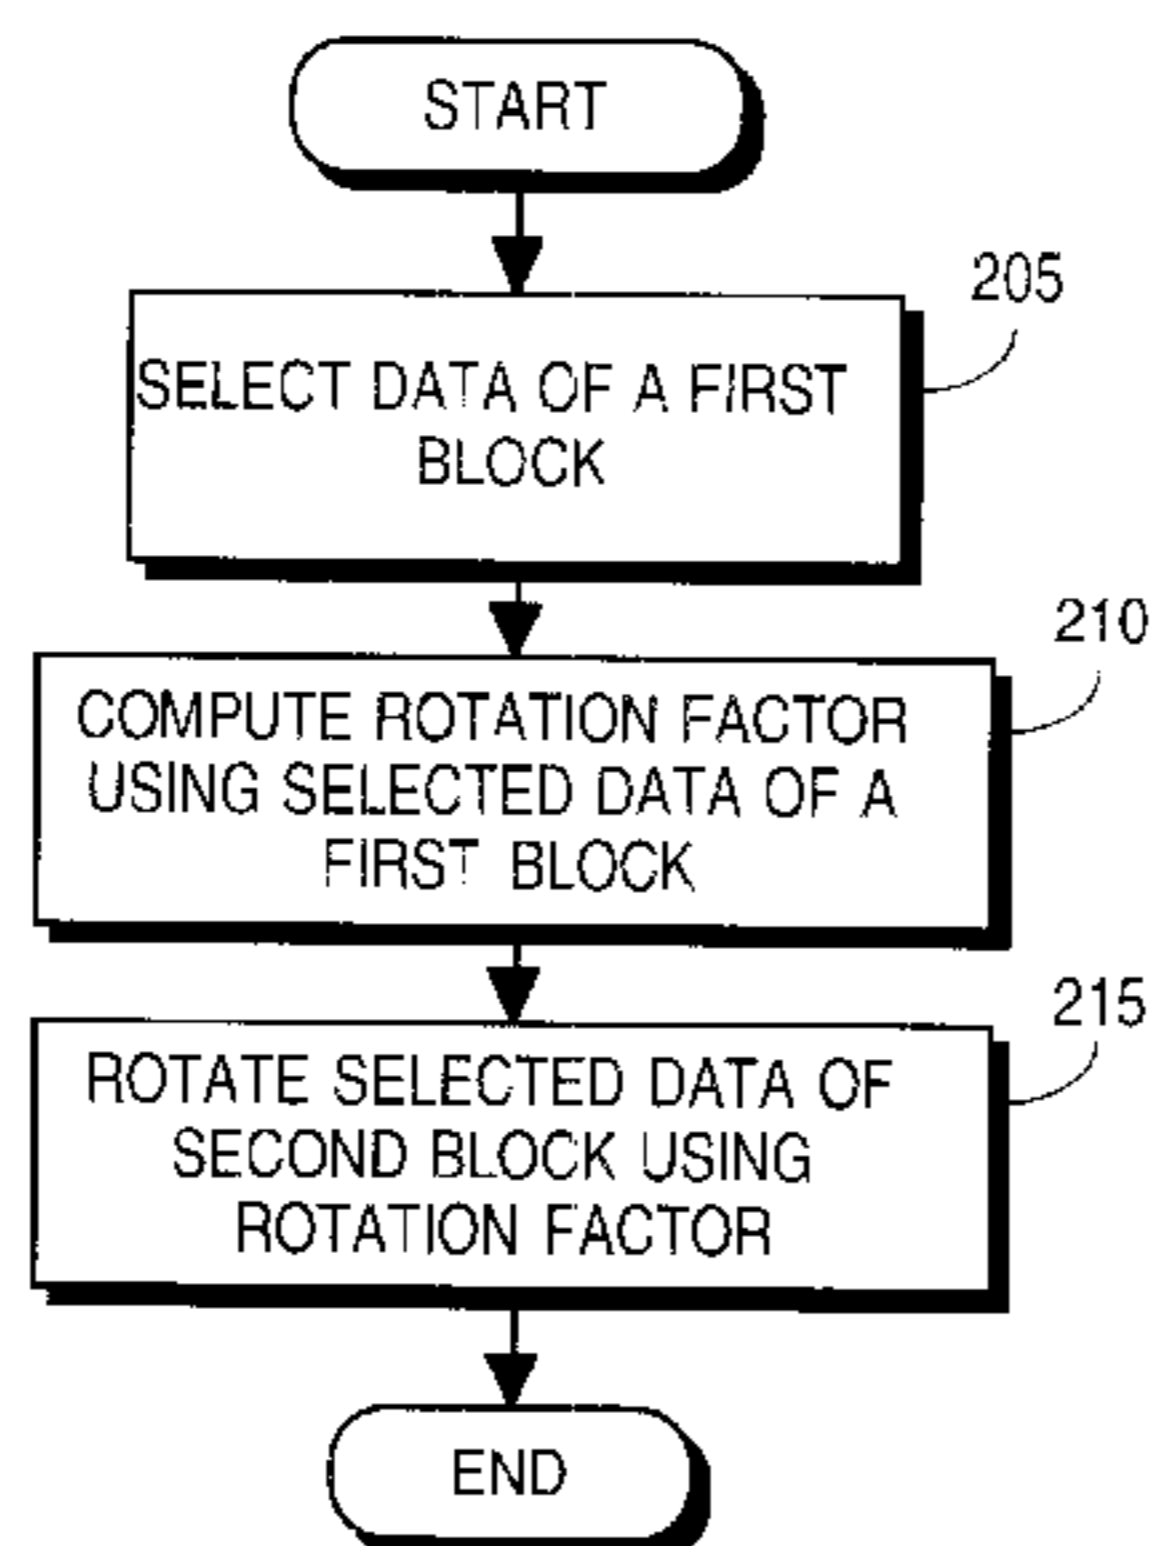 START
205
SELECT DATA OF A FIRST
BLOCK
210
COMPUTE ROTATION FACTOR
USING SELECTED DATA OF A
FIRST BLOCK
215
ROTATE SELECTED DATA OF
SECOND BLOCK USING
ROTATION FACTOR
END